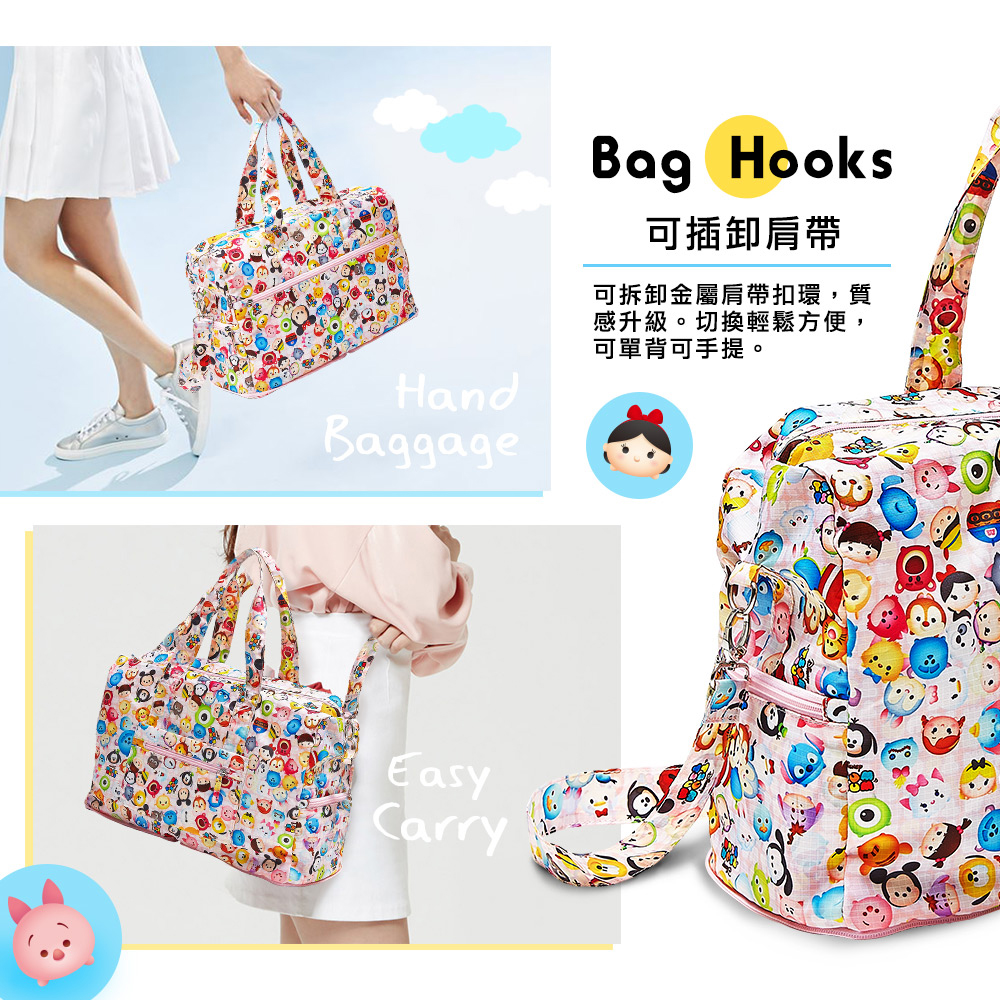 Bag Hooks
可插卸肩帶
可拆卸金屬肩帶扣環,質
感升級。切換輕鬆方便,
可單背可手提。
Hand
Baggage
Easy
Carry